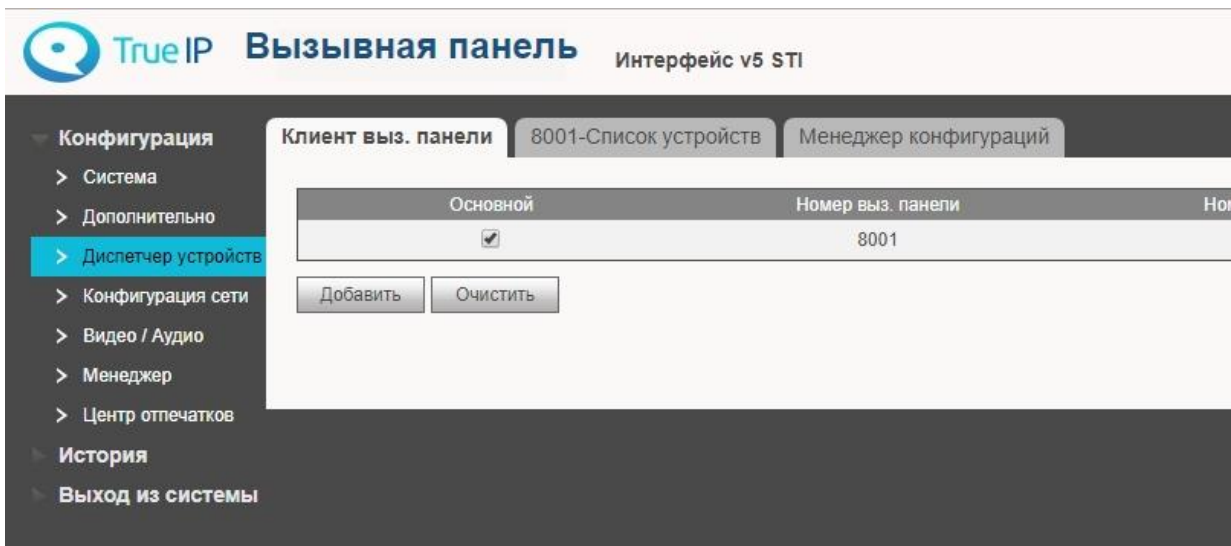 True IP Вызывная панель Интерфейс v5 STI
Конфигурация
Система
Дополнительно
Диспетчер устройств
Конфигурация сети
Видео / Аудио
Менеджер
Центр отпечатков
История
Выход из системы
Клиент выз. панели 8001-Список устройств Менеджер конфигураций
Основной Номер выз. панели
8001
Добавить Очистить